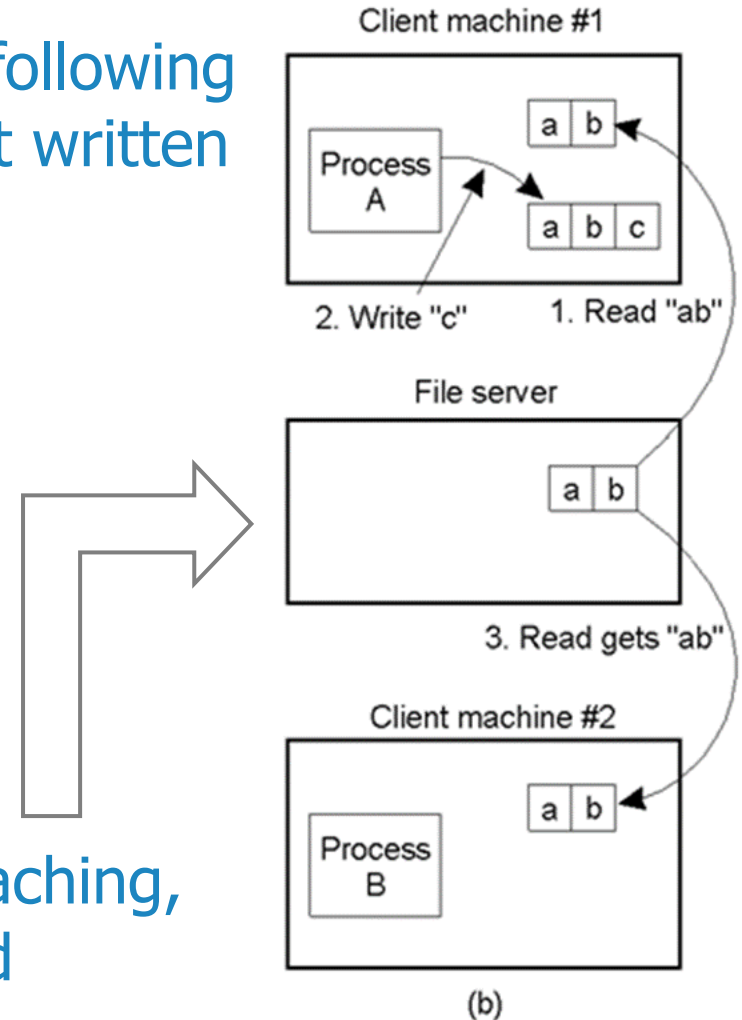 Client machine #1
following
t written
a b
Process
A
a b c
2. Write "c"
1. Read "ab"
File server
a b
3. Read gets "ab"
Client machine #2
a b
Process
B
aching,
d
(b)